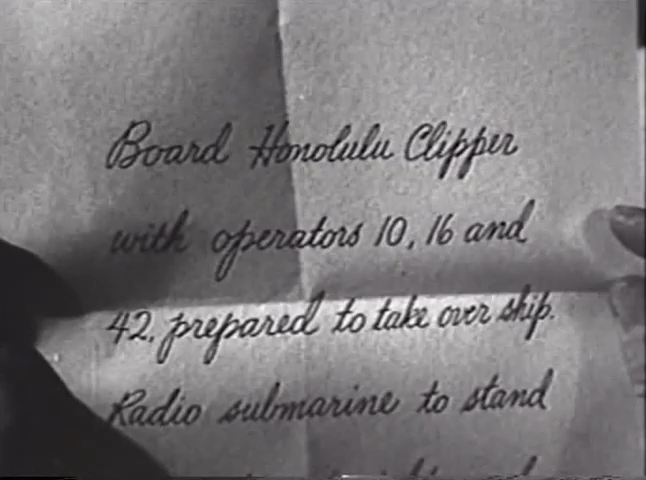 Board Honolulu Clipper
with operators 10, 16 and
42, prepared to take over ship.
Radio submarine to stand